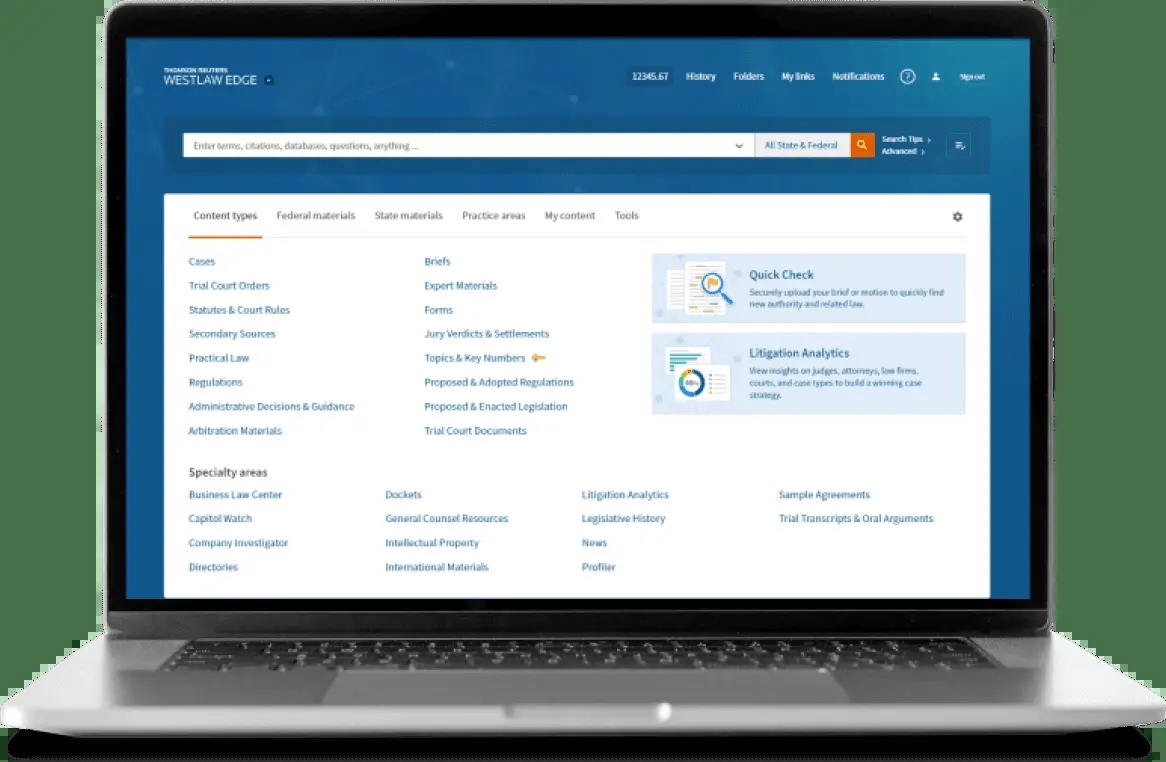 THOMSON REUTERS
WESTLAW EDGE
12345.67 History Folders My links Notifications ? Sign out
Enter terms, citations, databases, questions, anything ...
All State & Federal
Search Tips
Advanced
Content types Federal materials State materials Practice areas My content Tools
Cases
Trial Court Orders
Statutes & Court Rules
Secondary Sources
Practical Law
Regulations
Administrative Decisions & Guidance
Arbitration Materials
Briefs
Expert Materials
Forms
Jury Verdicts & Settlements
Topics & Key Numbers
Proposed & Adopted Regulations
Proposed & Enacted Legislation
Trial Court Documents
Quick Check
Securely upload your brief or motion to quickly find
new authority and related law.
48%
Litigation Analytics
View insights on judges, attorneys, law firms,
courts, and case types to build a winning case
strategy.
Specialty areas
Business Law Center
Capitol Watch
Company Investigator
Directories
Dockets
General Counsel Resources
Intellectual Property
International Materials
Litigation Analytics
Legislative History
News
Profiler
Sample Agreements
Trial Transcripts & Oral Arguments